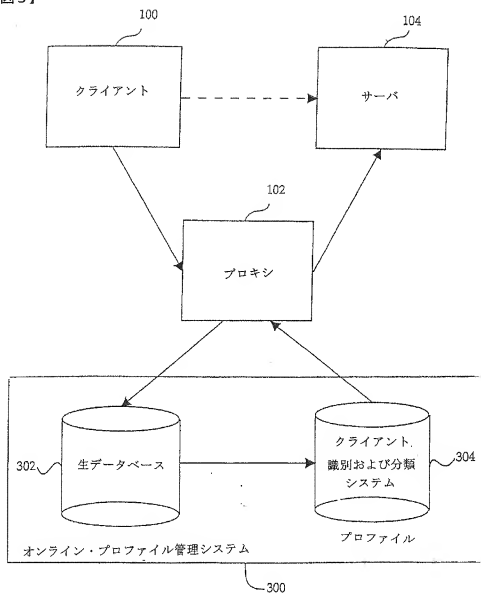 100
104
クライアント
サーバ
102
プロキシ
302
生データベース
クライアント
識別および分類
システム
304
プロファイル
オンライン・プロファイル管理システム
300